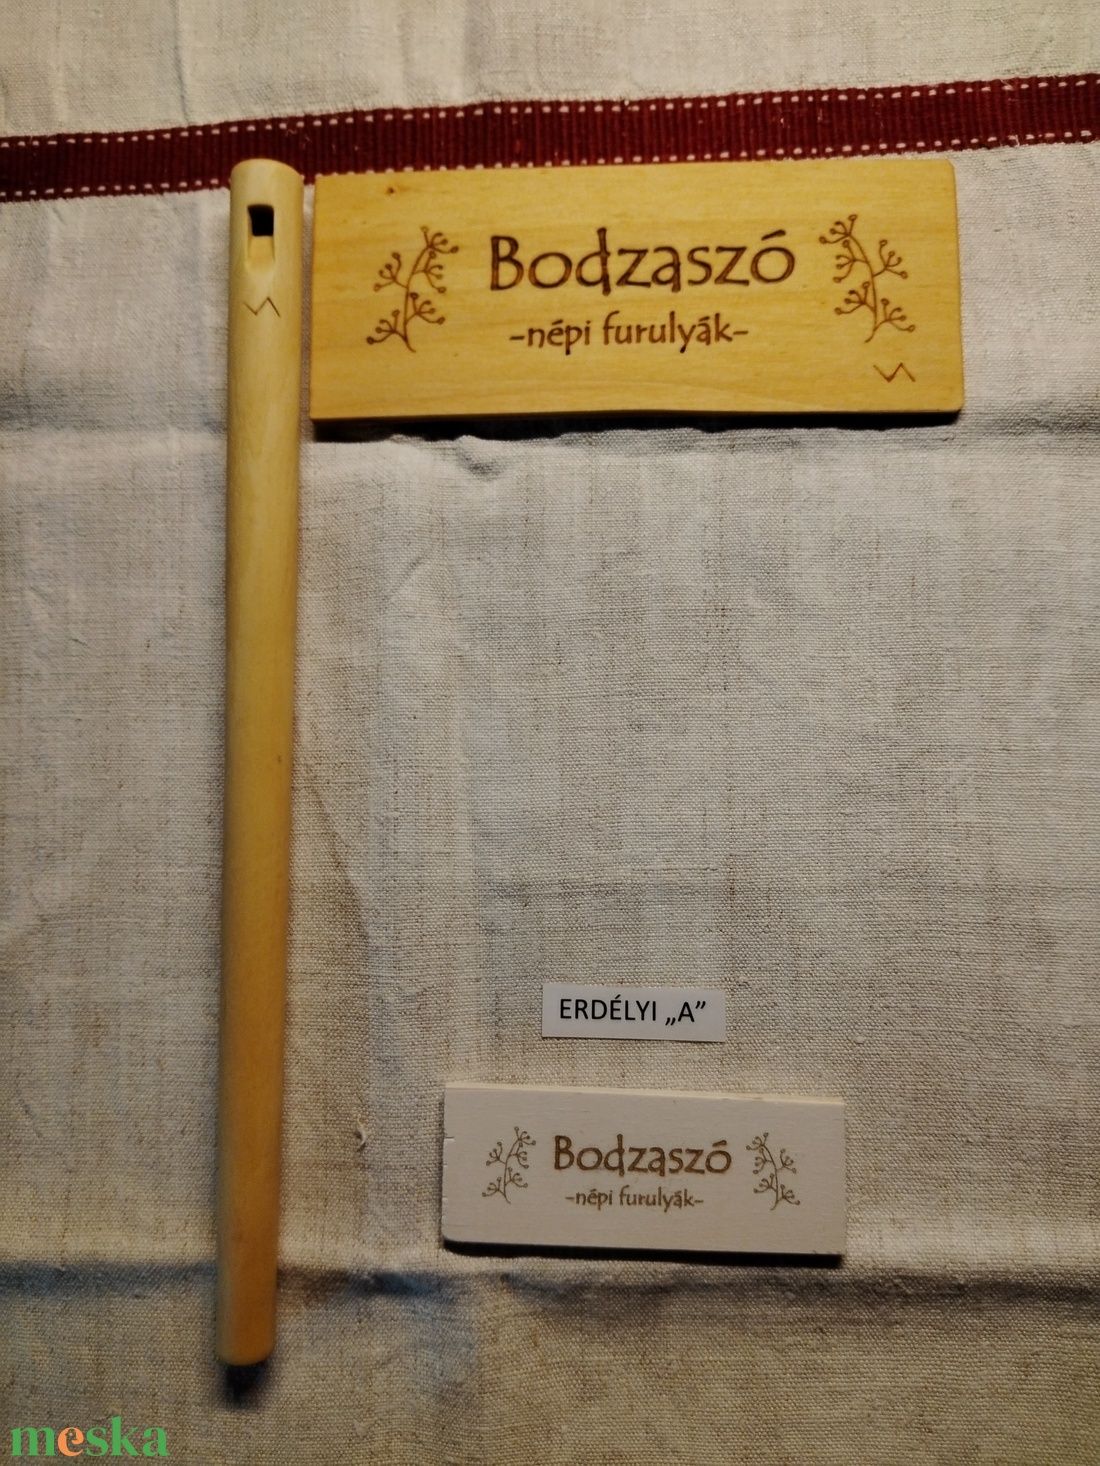 Bodzaszó
-népi furulyák-
ERDÉLYI „A”
Bodzaszó
-népi furulyák-
meska